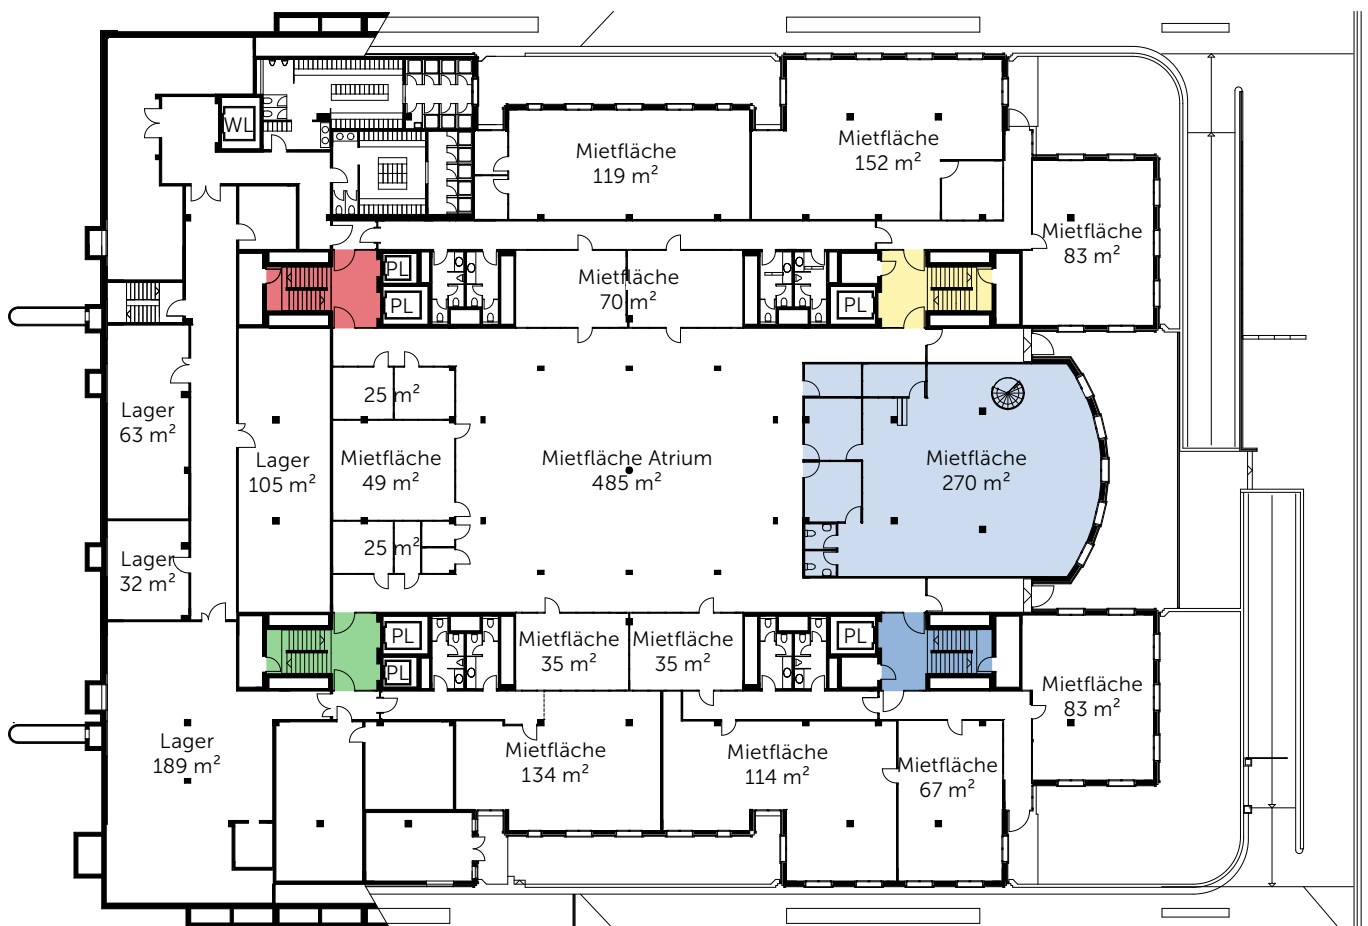 WL
Mietfläche
119 m²
Mietfläche
152 m²
Mietfläche
83 m²
PL
PL
Mietfläche
70 m²
PL
Lager
63 m²
Lager
105 m²
25 m²
Mietfläche
49 m²
25 m²
Mietfläche Atrium
485 m²
Mietfläche
270 m²
Lager
32 m²
PL
PL
Mietfläche
35 m²
Mietfläche
35 m²
PL
Mietfläche
83 m²
Lager
189 m²
Mietfläche
134 m²
Mietfläche
114 m²
Mietfläche
67 m²